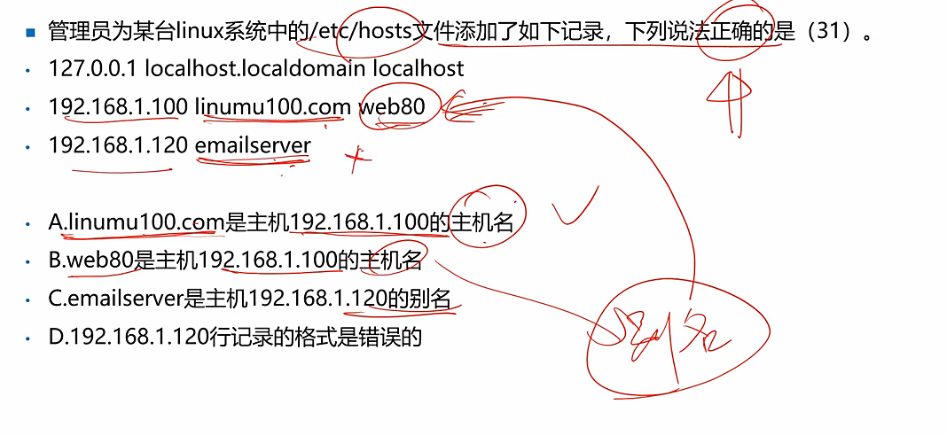 管理员为某台linux系统中的/etc/hosts文件添加了如下记录，下列说法正确的是（31）。
127.0.0.1 localhost.localdomain localhost
192.168.1.100 linumu100.com web80
192.168.1.120 emailserver
A.linumu100.com是主机192.168.1.100的主机名
B.web80是主机192.168.1.100的主机名
C.emailserver是主机192.168.1.120的别名
D.192.168.1.120行记录的格式是错误的
别名